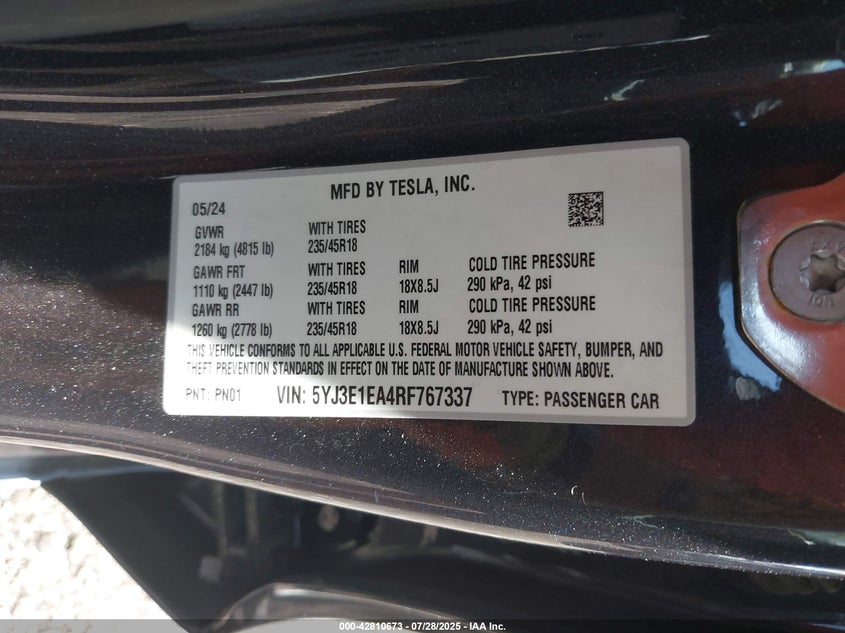 MFD BY TESLA, INC.
05/24
GVWR WITH TIRES
2184 kg (4815 lb) 235/45R18
GAWR FRT WITH TIRES RIM COLD TIRE PRESSURE
1110 kg (2447 lb) 235/45R18 18X8.5J 290 kPa, 42 psi
GAWR RR WITH TIRES RIM COLD TIRE PRESSURE
1260 kg (2778 lb) 235/45R18 18X8.5J 290 kPa, 42 psi
THIS VEHICLE CONFORMS TO ALL APPLICABLE U.S. FEDERAL MOTOR VEHICLE SAFETY, BUMPER, AND
THEFT PREVENTION STANDARDS IN EFFECT ON THE DATE OF MANUFACTURE SHOWN ABOVE.
PNT: PN01 VIN: 5YJ3E1EA4RF767337 TYPE: PASSENGER CAR
000-42810673 - 07/28/2025 - IAA Inc.